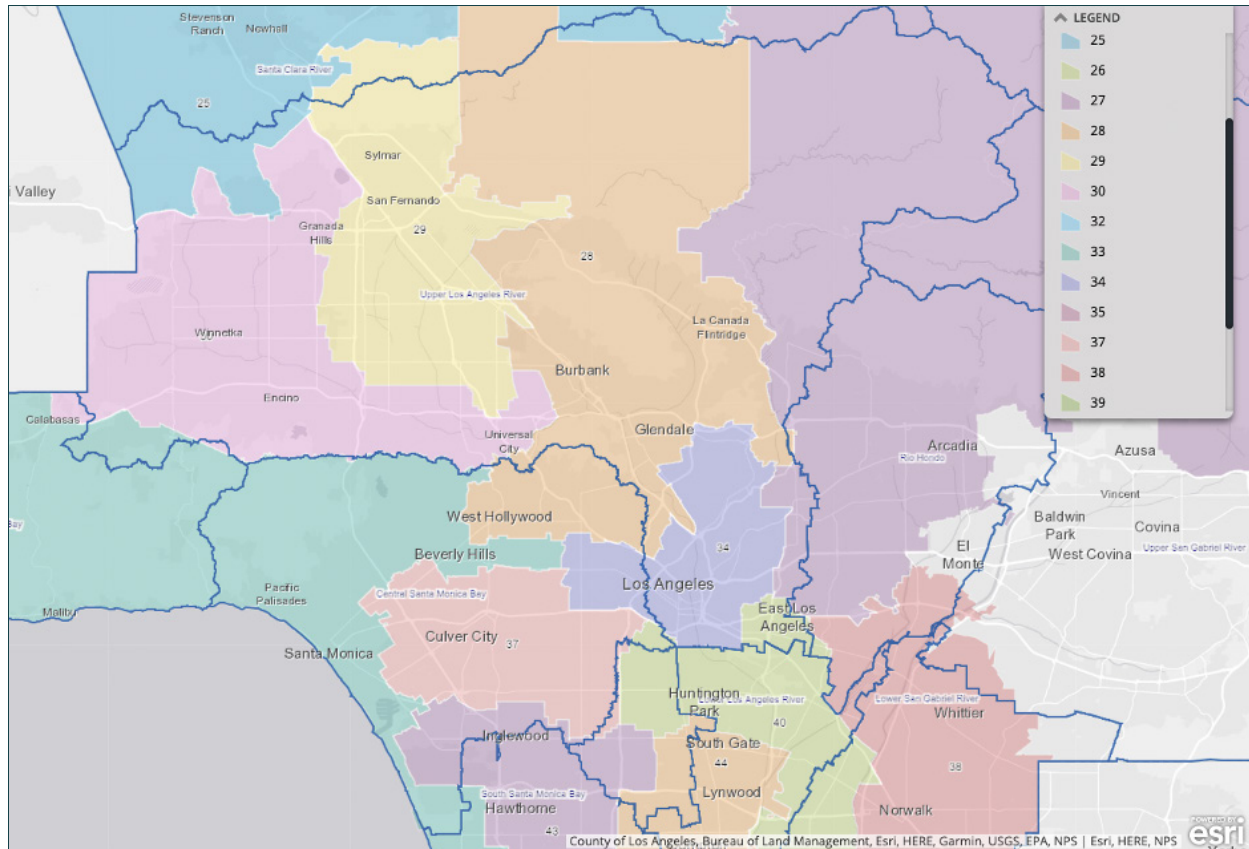 Stevenson
Ranch
Newhall
Santa Clara River
25
Sylmar
i Valley
San Fernando
Granada
Hills
29
28
Upper Los Angeles River
La Canada
Flintridge
Winnetka
30
Burbank
Encino
Calabasas
Universal
City
Glendale
Arcadia
Rio Hondo
Azusa
Vincent
Bay
West Hollywood
Baldwin
Park
Covina
El
Monte
West Covina
Upper San Gabriel River
34
Beverly Hills
Los Angeles
Pacific
Palisades
Central Santa Monica Bay
Malibu
East Los
Angeles
Culver City
37
Santa Monica
Huntington
Park
Lower Los Angeles River
40
Lower San Gabriel River
Whittier
Inglewood
South Gate
44
38
South Santa Monica Bay
Hawthorne
43
Lynwood
Norwalk
LEGEND
25
26
27
28
29
30
32
33
34
35
37
38
39
County of Los Angeles, Bureau of Land Management, Esri, HERE, Garmin, USGS, EPA, NPS | Esri, HERE, NPS
POWERED BY
esri